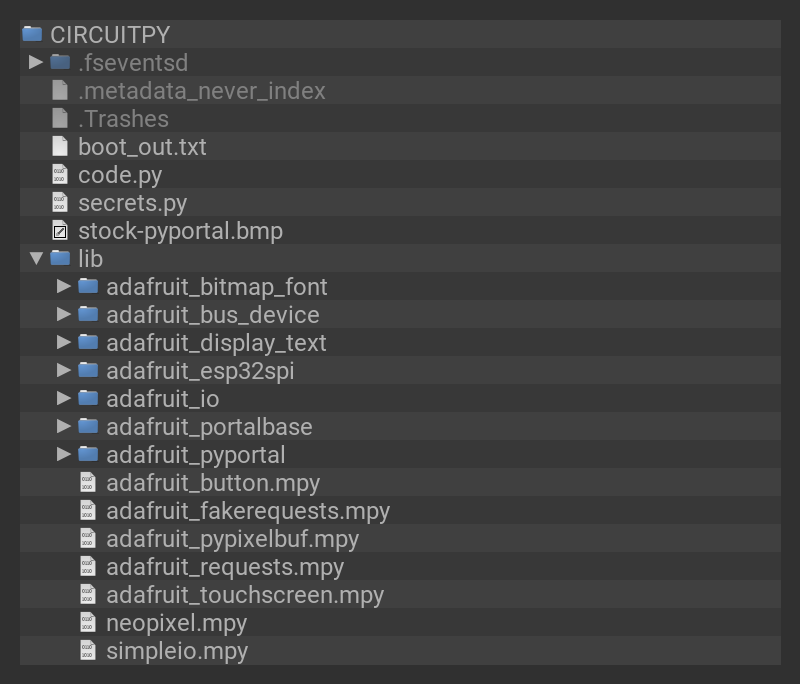 CIRCUITPY
.fseventsd
.metadata_never_index
.Trashes
boot_out.txt
code.py
secrets.py
stock-pyportal.bmp
lib
adafruit_bitmap_font
adafruit_bus_device
adafruit_display_text
adafruit_esp32spi
adafruit_io
adafruit_portalbase
adafruit_pyportal
adafruit_button.mpy
adafruit_fakerequests.mpy
adafruit_pypixelbuf.mpy
adafruit_requests.mpy
adafruit_touchscreen.mpy
neopixel.mpy
simpleio.mpy